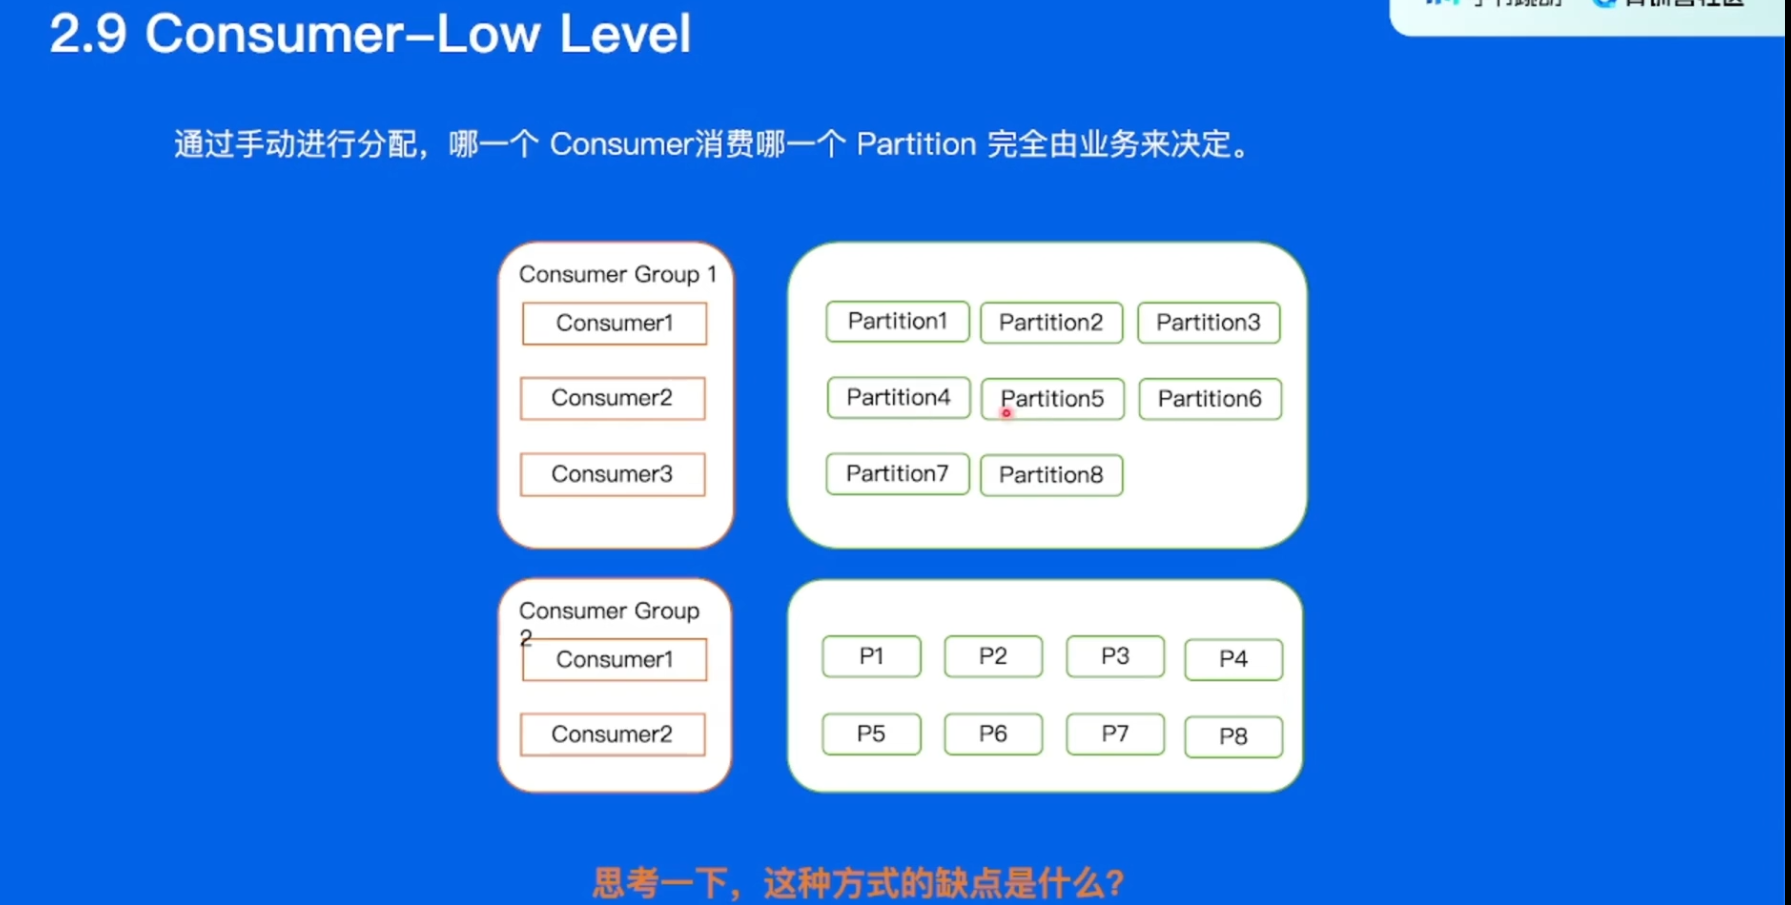 2.9 Consumer-Low Level
通过手动进行分配，哪一个 Consumer消费哪一个 Partition 完全由业务来决定。
Consumer Group 1
Consumer1
Consumer2
Consumer3
Partition1 Partition2 Partition3
Partition4 Partition5 Partition6
Partition7 Partition8
Consumer Group
2
Consumer1
Consumer2
P1 P2 P3 P4
P5 P6 P7 P8
思考一下，这种方式的缺点是什么？